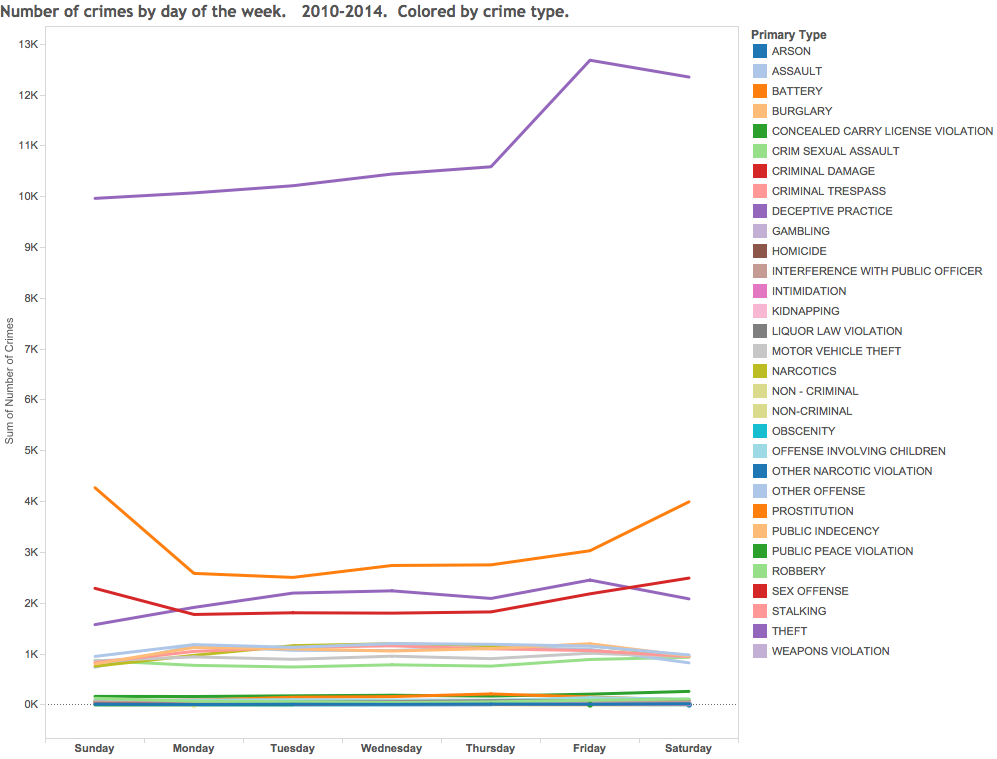 Number of crimes by day of the week.   2010-2014.  Colored by crime type.
13K
12K
11K
10K
9K
8K
7K
6K
5K
4K
3K
2K
1K
0K
Sum of Number of Crimes
Sunday Monday Tuesday Wednesday Thursday Friday Saturday
Primary Type
ARSON
ASSAULT
BATTERY
BURGLARY
CONCEALED CARRY LICENSE VIOLATION
CRIM SEXUAL ASSAULT
CRIMINAL DAMAGE
CRIMINAL TRESPASS
DECEPTIVE PRACTICE
GAMBLING
HOMICIDE
INTERFERENCE WITH PUBLIC OFFICER
INTIMIDATION
KIDNAPPING
LIQUOR LAW VIOLATION
MOTOR VEHICLE THEFT
NARCOTICS
NON - CRIMINAL
NON-CRIMINAL
OBSCENITY
OFFENSE INVOLVING CHILDREN
OTHER NARCOTIC VIOLATION
OTHER OFFENSE
PROSTITUTION
PUBLIC INDECENCY
PUBLIC PEACE VIOLATION
ROBBERY
SEX OFFENSE
STALKING
THEFT
WEAPONS VIOLATION